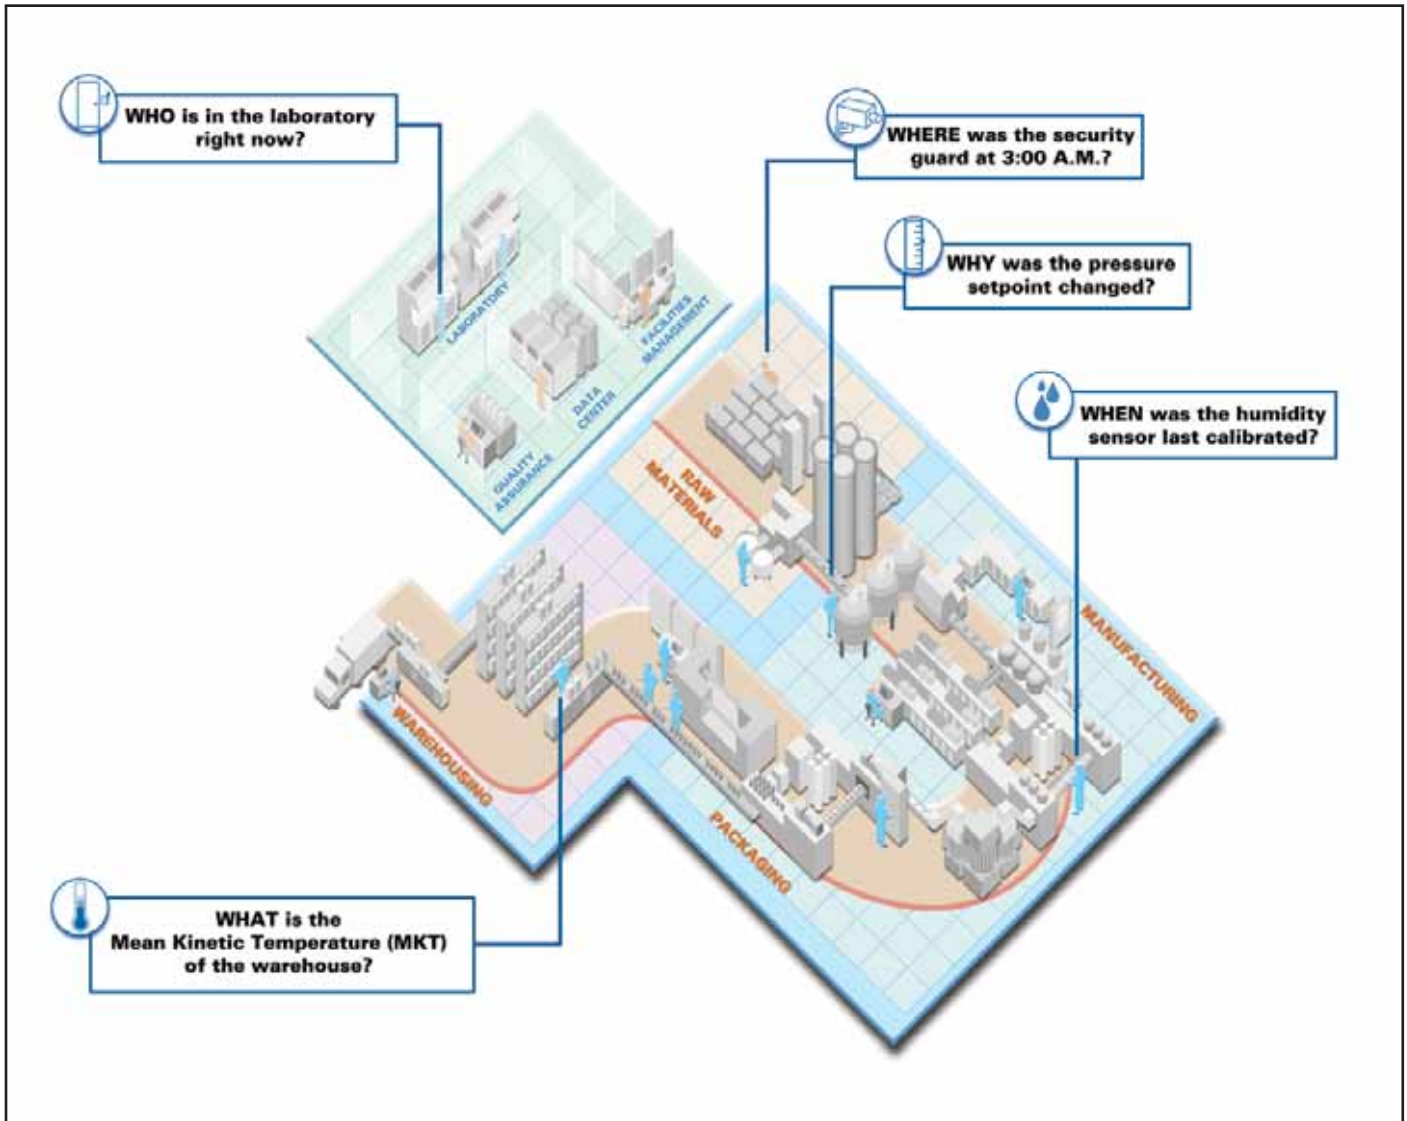 WHO is in the laboratory
right now?
WHERE was the security
guard at 3:00 A.M.?
WHY was the pressure
setpoint changed?
WHEN was the humidity
sensor last calibrated?
LABORATORY
FACILITIES
MANAGEMENT
DATA
CENTER
QUALITY
ASSURANCE
RAW
MATERIALS
MANUFACTURING
WAREHOUSING
PACKAGING
WHAT is the
Mean Kinetic Temperature (MKT)
of the warehouse?